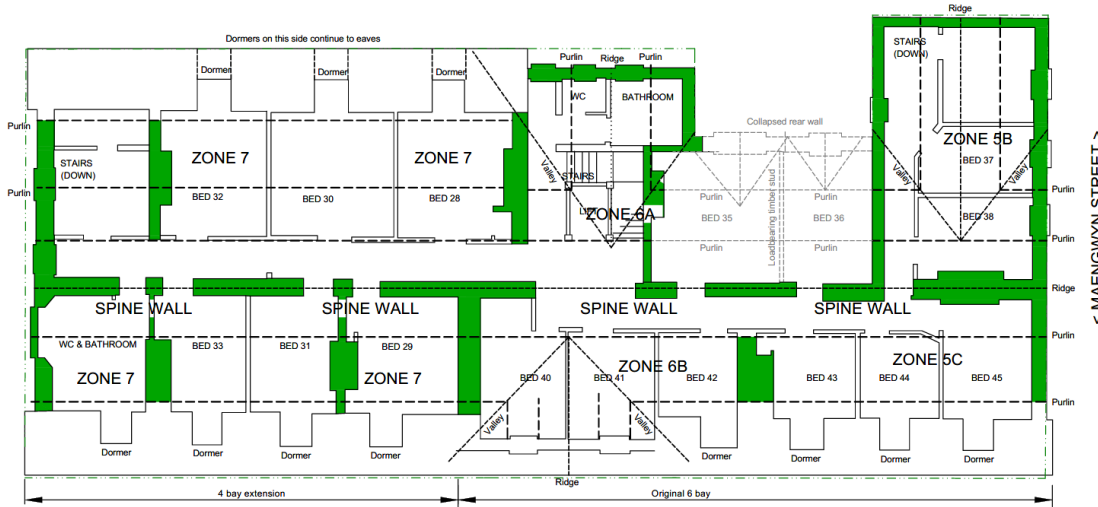 Ridge
Dormers on this side continue to eaves
Purlin
Ridge
Purlin
STAIRS
(DOWN)
Dormer
Dormer
Dormer
WC
BATHROOM
Collapsed rear wall
Purlin
ZONE 7
ZONE 7
ZONE 5B
STAIRS
(DOWN)
Valley
STAIRS
BED 37
Valley
Valley
Purlin
BED 32
BED 30
BED 28
Purlin
Purlin
Purlin
LIFT
ZONE 6A
BED 35
Loadbearing timber stud
BED 36
BED 38
Purlin
Purlin
Purlin
< MAENGWYN STREET >
Ridge
SPINE WALL
SPINE WALL
SPINE WALL
SPINE WALL
Purlin
WC & BATHROOM
BED 33
BED 31
BED 29
ZONE 6B
ZONE 5C
ZONE 7
ZONE 7
BED 40
BED 41
BED 42
BED 43
BED 44
BED 45
Purlin
Valley
Valley
Dormer
Dormer
Dormer
Dormer
Dormer
Dormer
Dormer
Dormer
Ridge
4 bay extension
Original 6 bay